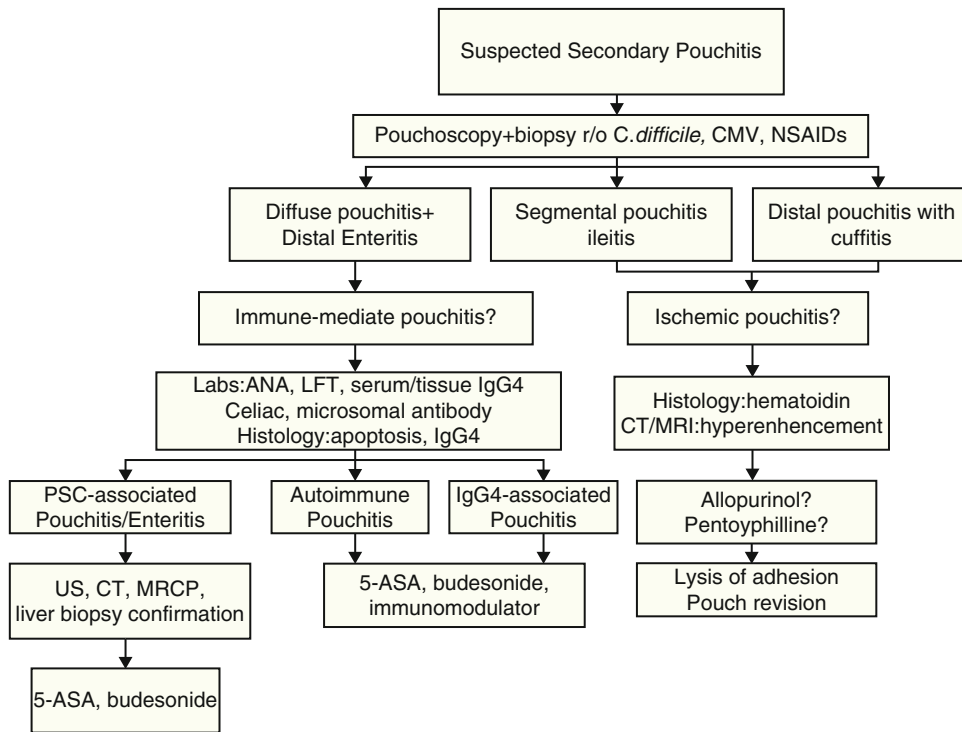 Suspected Secondary Pouchitis
Pouchoscopy+biopsy r/o C.difficile, CMV, NSAIDs
Diffuse pouchitis+
Distal Enteritis
Segmental pouchitis
ileitis
Distal pouchitis with
cuffitis
Immune-mediate pouchitis?
Ischemic pouchitis?
Labs:ANA, LFT, serum/tissue IgG4
Celiac, microsomal antibody
Histology:apoptosis, IgG4
Histology:hematoidin
CT/MRI:hyperenhencement
PSC-associated
Pouchitis/Enteritis
Autoimmune
Pouchitis
IgG4-associated
Pouchitis
Allopurinol?
Pentoyphilline?
US, CT, MRCP,
liver biopsy confirmation
5-ASA, budesonide,
immunomodulator
Lysis of adhesion
Pouch revision
5-ASA, budesonide